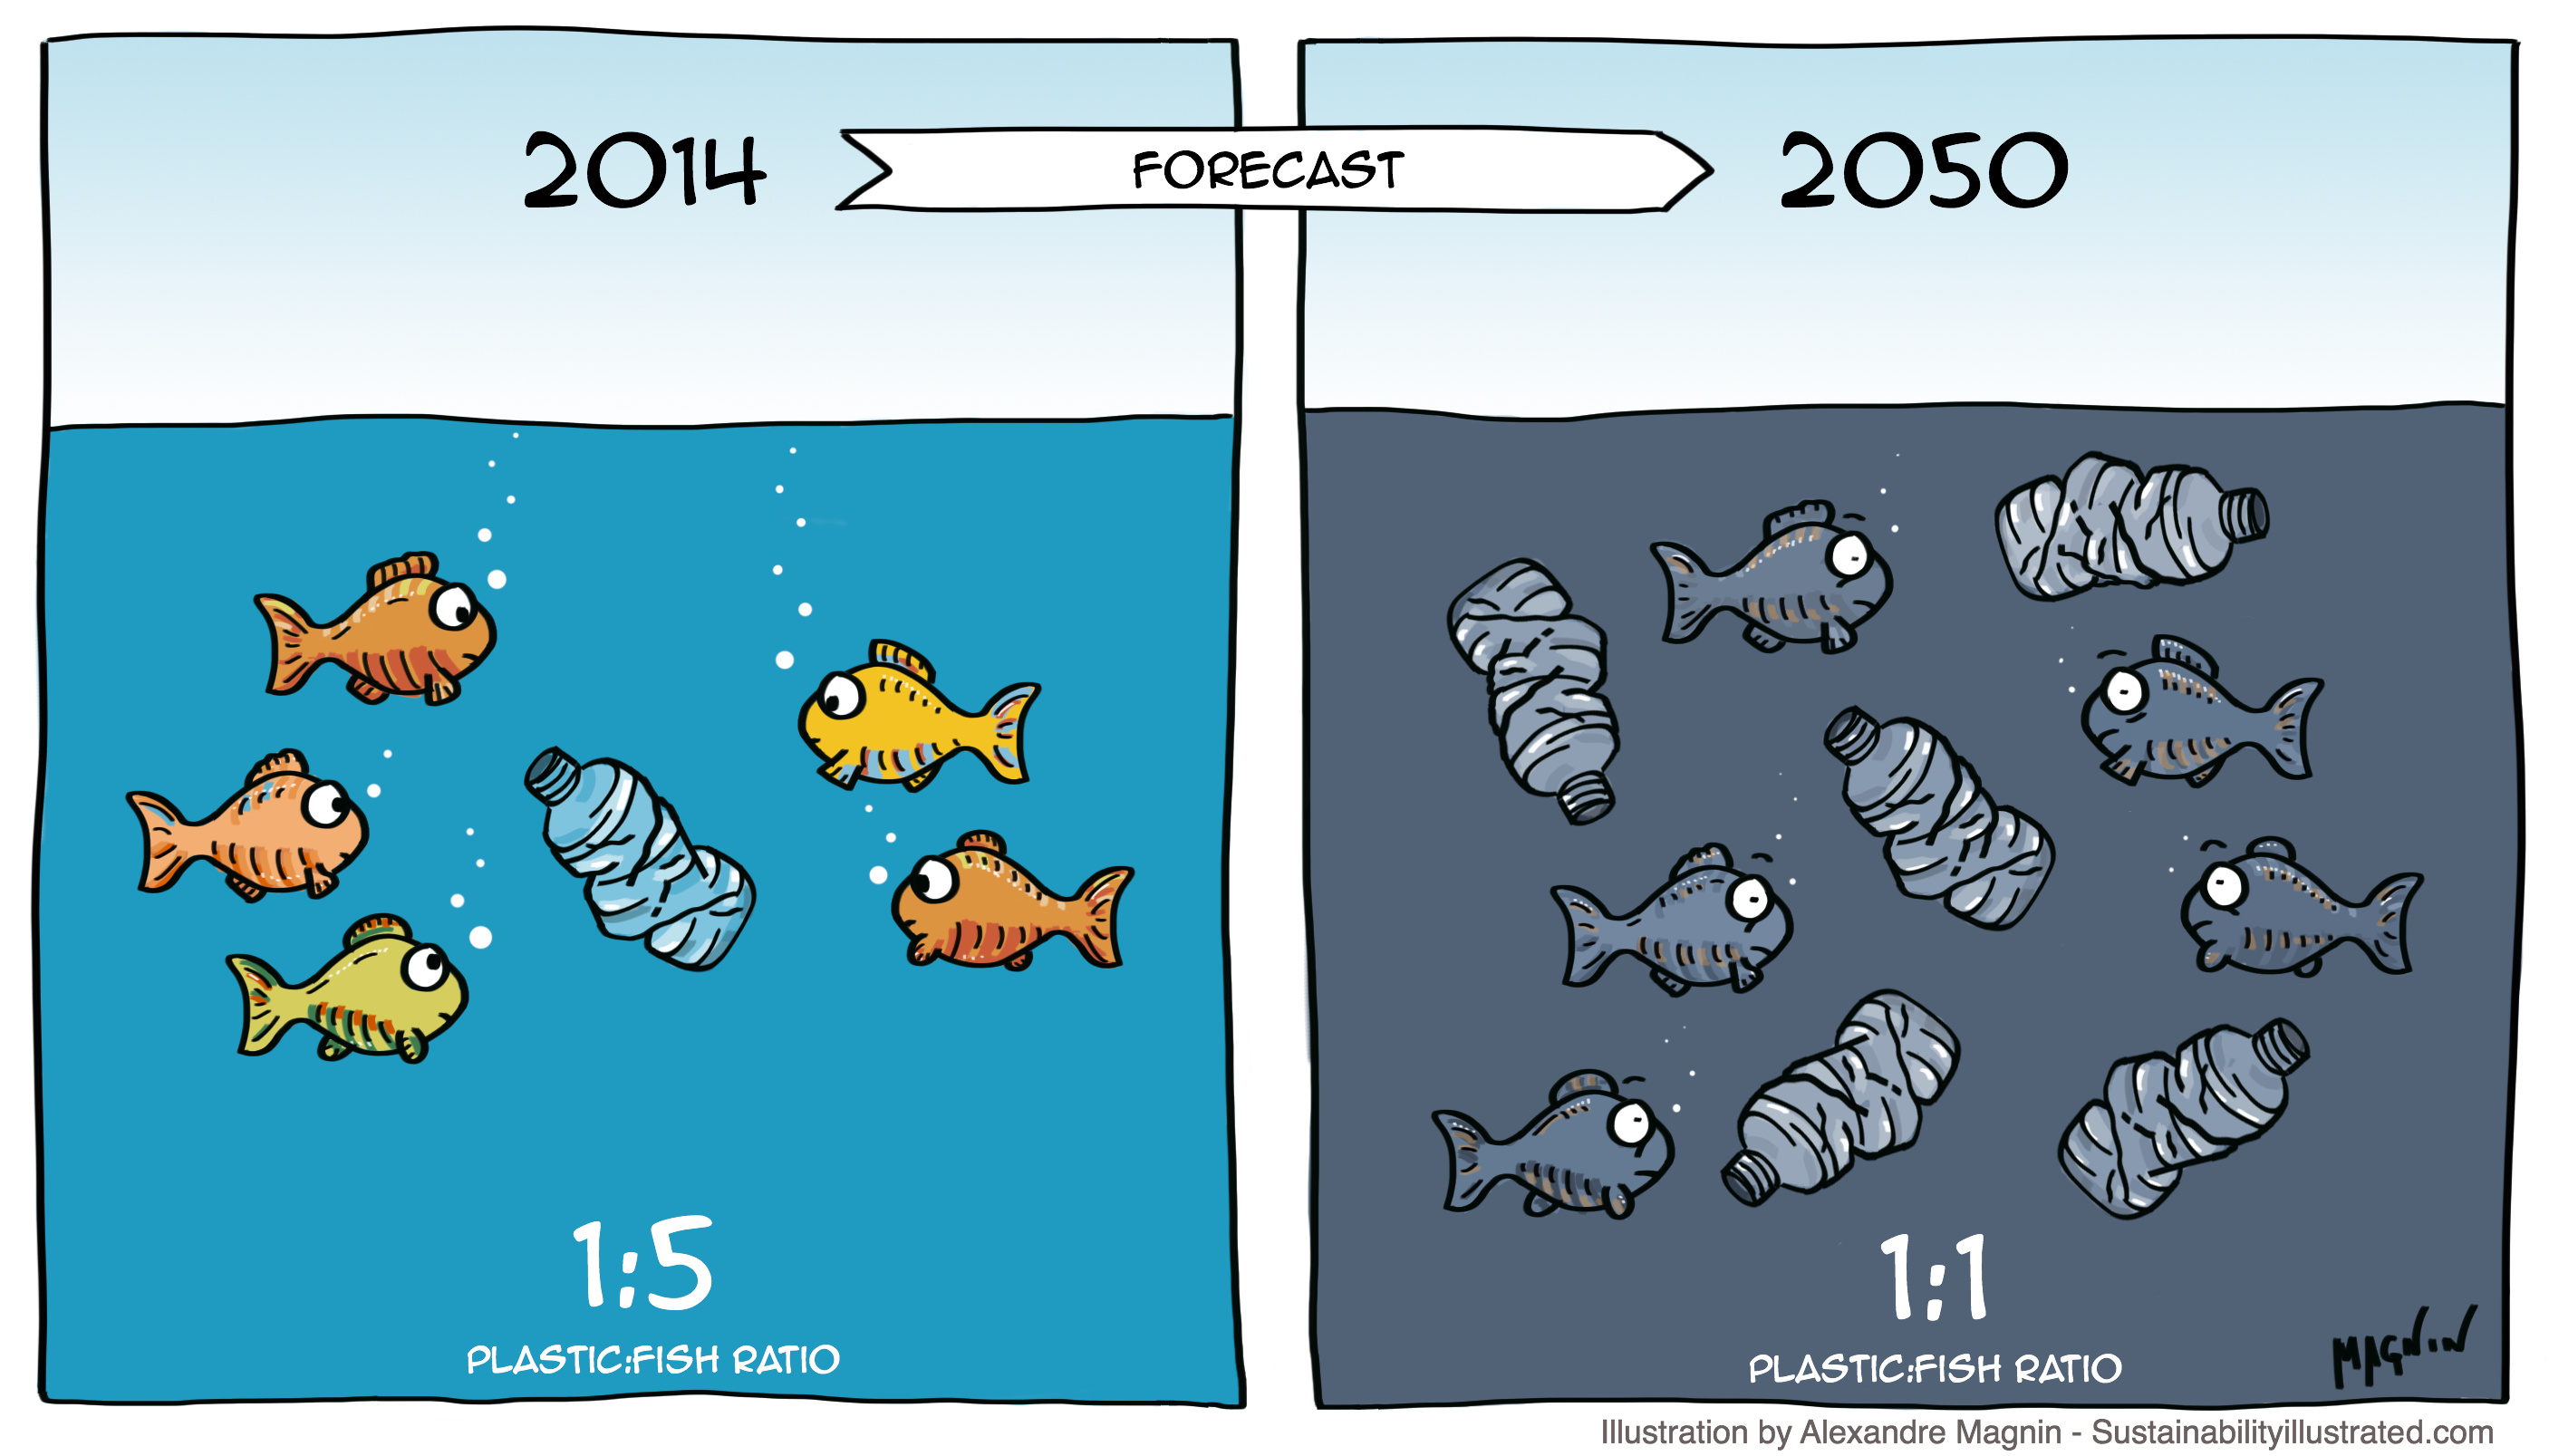 2014
FORECAST
2050
1:5
PLASTIC:FISH RATIO
1:1
PLASTIC:FISH RATIO
MAGNIN
Illustration by Alexandre Magnin - Sustainabilityillustrated.com